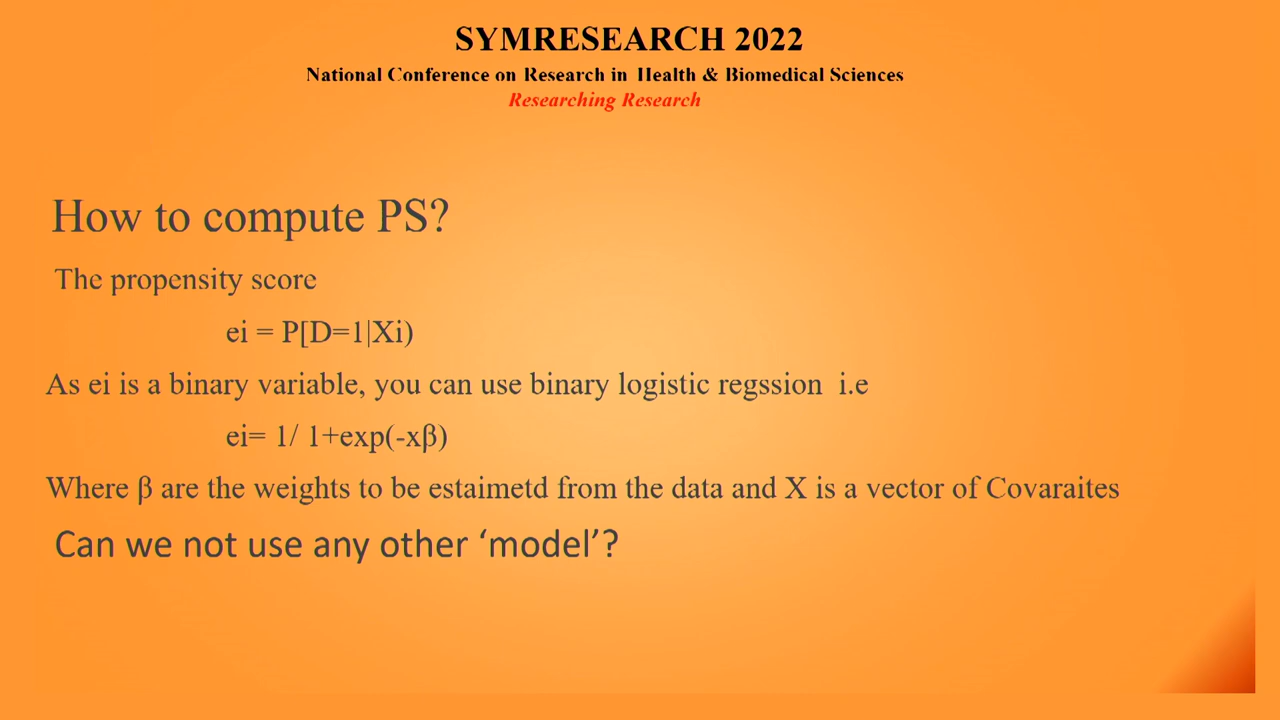 SYMRESEARCH 2022
National Conference on Research in Health & Biomedical Sciences
Researching Research
How to compute PS?
The propensity score
ei = P[D=1|Xi)
As ei is a binary variable, you can use binary logistic regssion i.e
ei= 1/ 1+exp(-xβ)
Where β are the weights to be estaimetd from the data and X is a vector of Covaraites
Can we not use any other ‘model’?